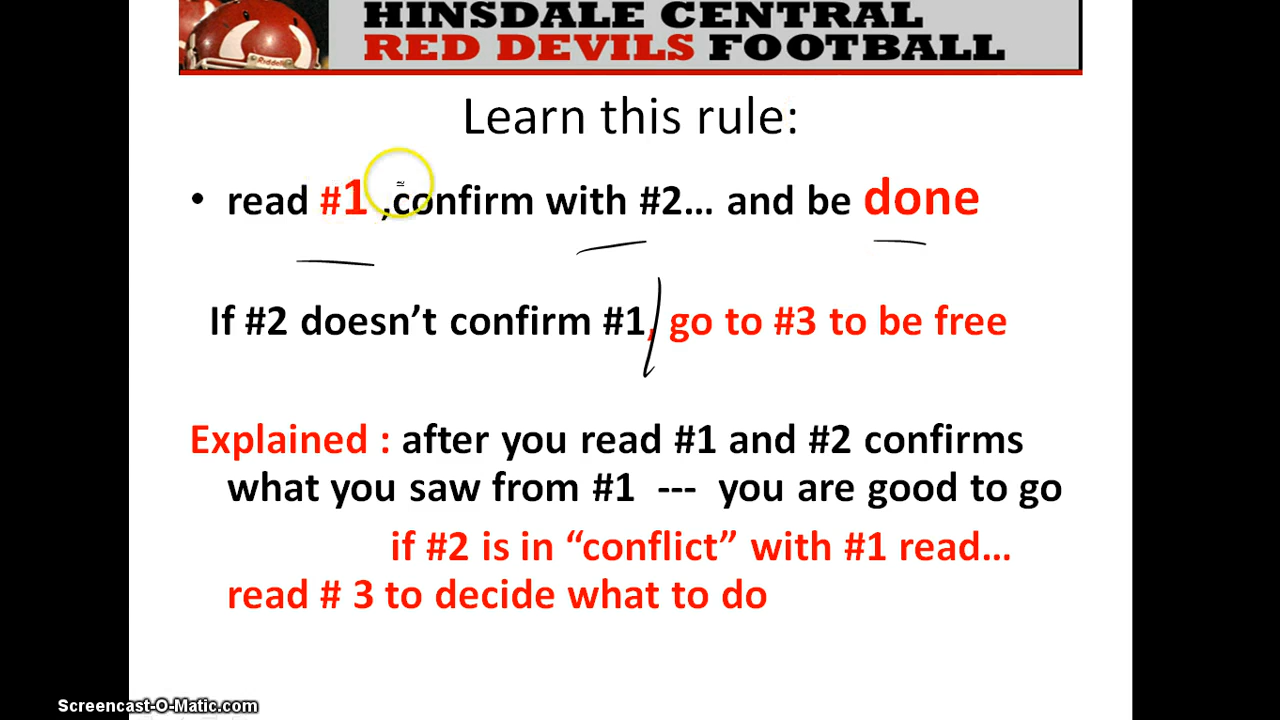 HINSDALE CENTRAL
RED DEVILS FOOTBALL
Riddell
Learn this rule:
• read #1 ,confirm with #2... and be done
If #2 doesn't confirm #1, go to #3 to be free
Explained : after you read #1 and #2 confirms
what you saw from #1 --- you are good to go
if #2 is in “conflict” with #1 read...
read # 3 to decide what to do
Screencast-O-Matic.com